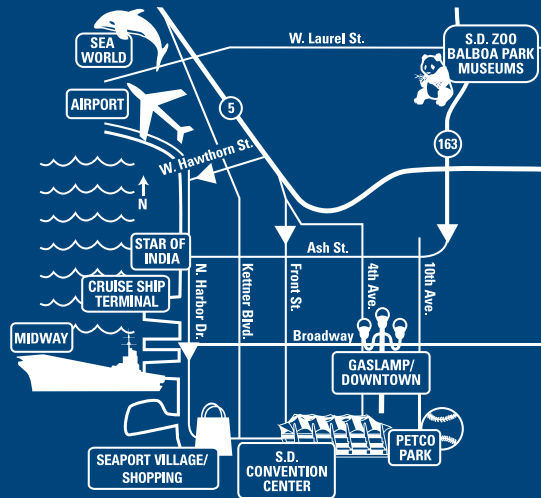 SEA
WORLD
W. Laurel St.
S.D. ZOO
BALBOA PARK
MUSEUMS
AIRPORT
5
163
W. Hawthorn St.
N
STAR OF
INDIA
Ash St.
CRUISE SHIP
TERMINAL
N. Harbor Dr.
Kettner Blvd.
Front St.
4th Ave.
10th Ave.
MIDWAY
Broadway
GASLAMP/
DOWNTOWN
SEAPORT VILLAGE/
SHOPPING
S.D.
CONVENTION
CENTER
PETCO
PARK